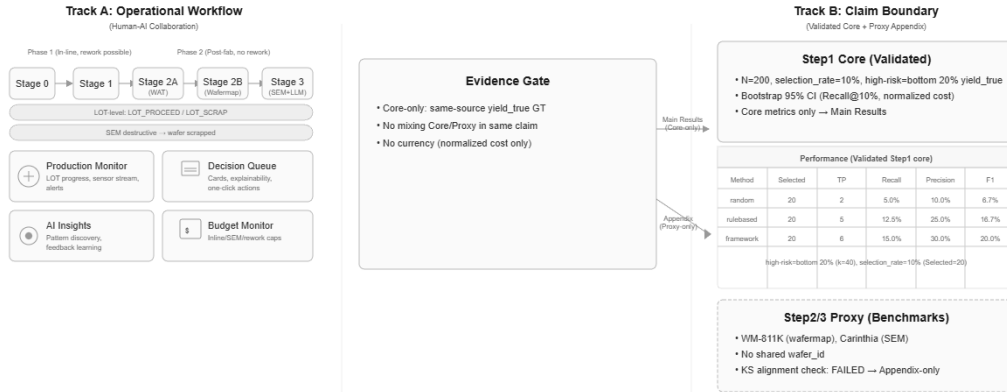 Track A: Operational Workflow
(Human-AI Collaboration)
Phase 1 (In-line, rework possible)
Phase 2 (Post-fab, no rework)
Stage 0
Stage 1
Stage 2A
(WAT)
Stage 2B
(Wafermap)
Stage 3
(SEM+LLM)
LOT-level: LOT_PROCEED / LOT_SCRAP
SEM destructive → wafer scrapped
Production Monitor
LOT progress, sensor stream,
alerts
Decision Queue
Cards, explainability,
one-click actions
AI Insights
Pattern discovery,
feedback learning
$
Budget Monitor
Inline/SEM/rework caps
Evidence Gate
• Core-only: same-source yield_true GT
• No mixing Core/Proxy in same claim
• No currency (normalized cost only)
Main Results
(Core-only)
Appendix
(Proxy-only)
Track B: Claim Boundary
(Validated Core + Proxy Appendix)
Step1 Core (Validated)
• N=200, selection_rate=10%, high-risk=bottom 20% yield_true
• Bootstrap 95% CI (Recall@10%, normalized cost)
• Core metrics only → Main Results
Performance (Validated Step1 core)
Method Selected TP Recall Precision F1
random 20 2 5.0% 10.0% 6.7%
rulebased 20 5 12.5% 25.0% 16.7%
framework 20 6 15.0% 30.0% 20.0%
high-risk=bottom 20% (k=40), selection_rate=10% (Selected=20)
Step2/3 Proxy (Benchmarks)
• WM-811K (wafermap), Carinthia (SEM)
• No shared wafer_id
• KS alignment check: FAILED → Appendix-only